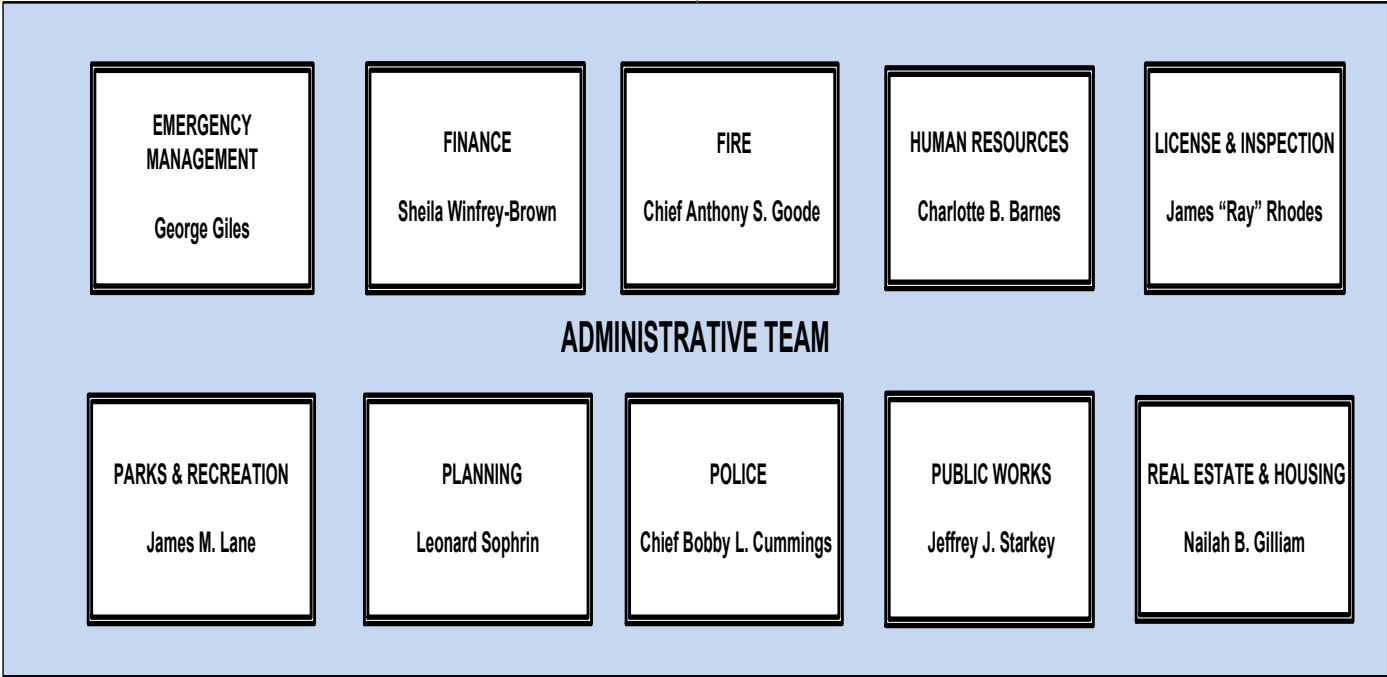 EMERGENCY
MANAGEMENT
George Giles
FINANCE
Sheila Winfrey-Brown
FIRE
Chief Anthony S. Goode
HUMAN RESOURCES
Charlotte B. Barnes
LICENSE & INSPECTION
James “Ray” Rhodes
ADMINISTRATIVE TEAM
PARKS & RECREATION
James M. Lane
PLANNING
Leonard Sophrin
POLICE
Chief Bobby L. Cummings
PUBLIC WORKS
Jeffrey J. Starkey
REAL ESTATE & HOUSING
Nailah B. Gilliam